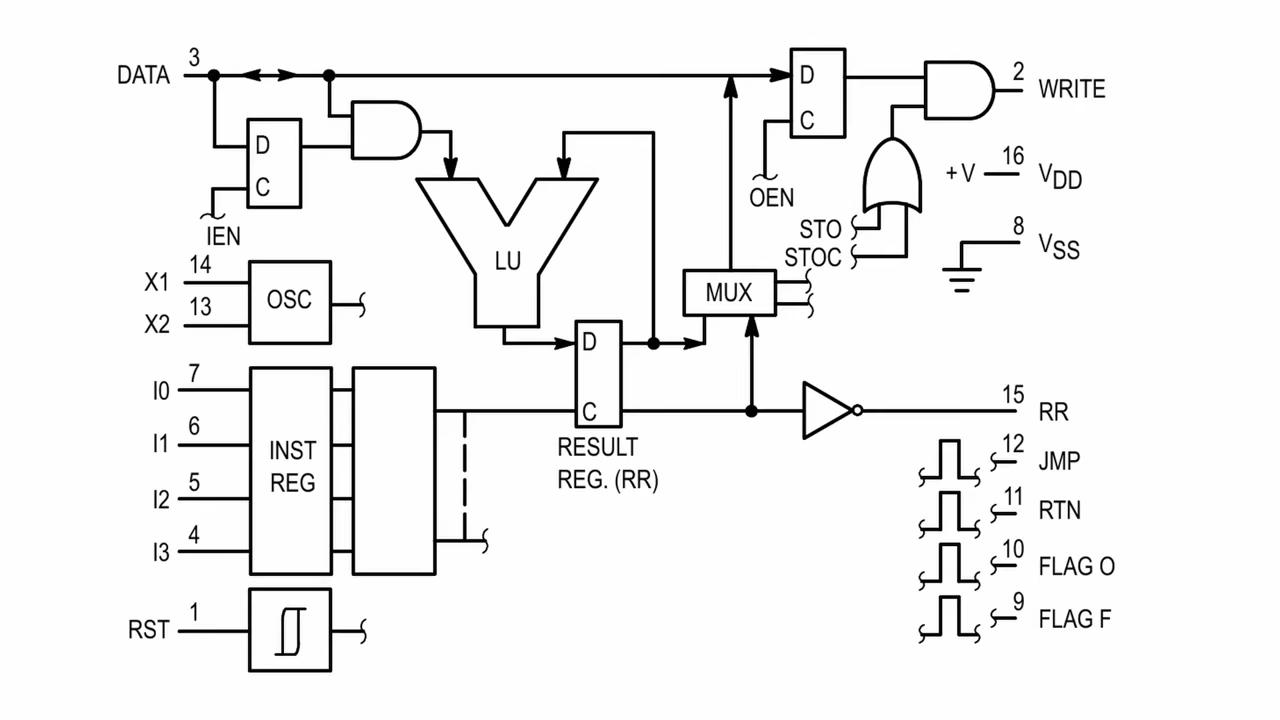 DATA 3
D
C
IEN
D
C
OEN
2 WRITE
+V 16 VDD
STO
STOC
8 VSS
LU
X1 14
X2 13
OSC
MUX
D
C
RESULT
REG. (RR)
I0 7
I1 6
I2 5
I3 4
INST
REG
15 RR
12 JMP
11 RTN
10 FLAG O
9 FLAG F
RST 1